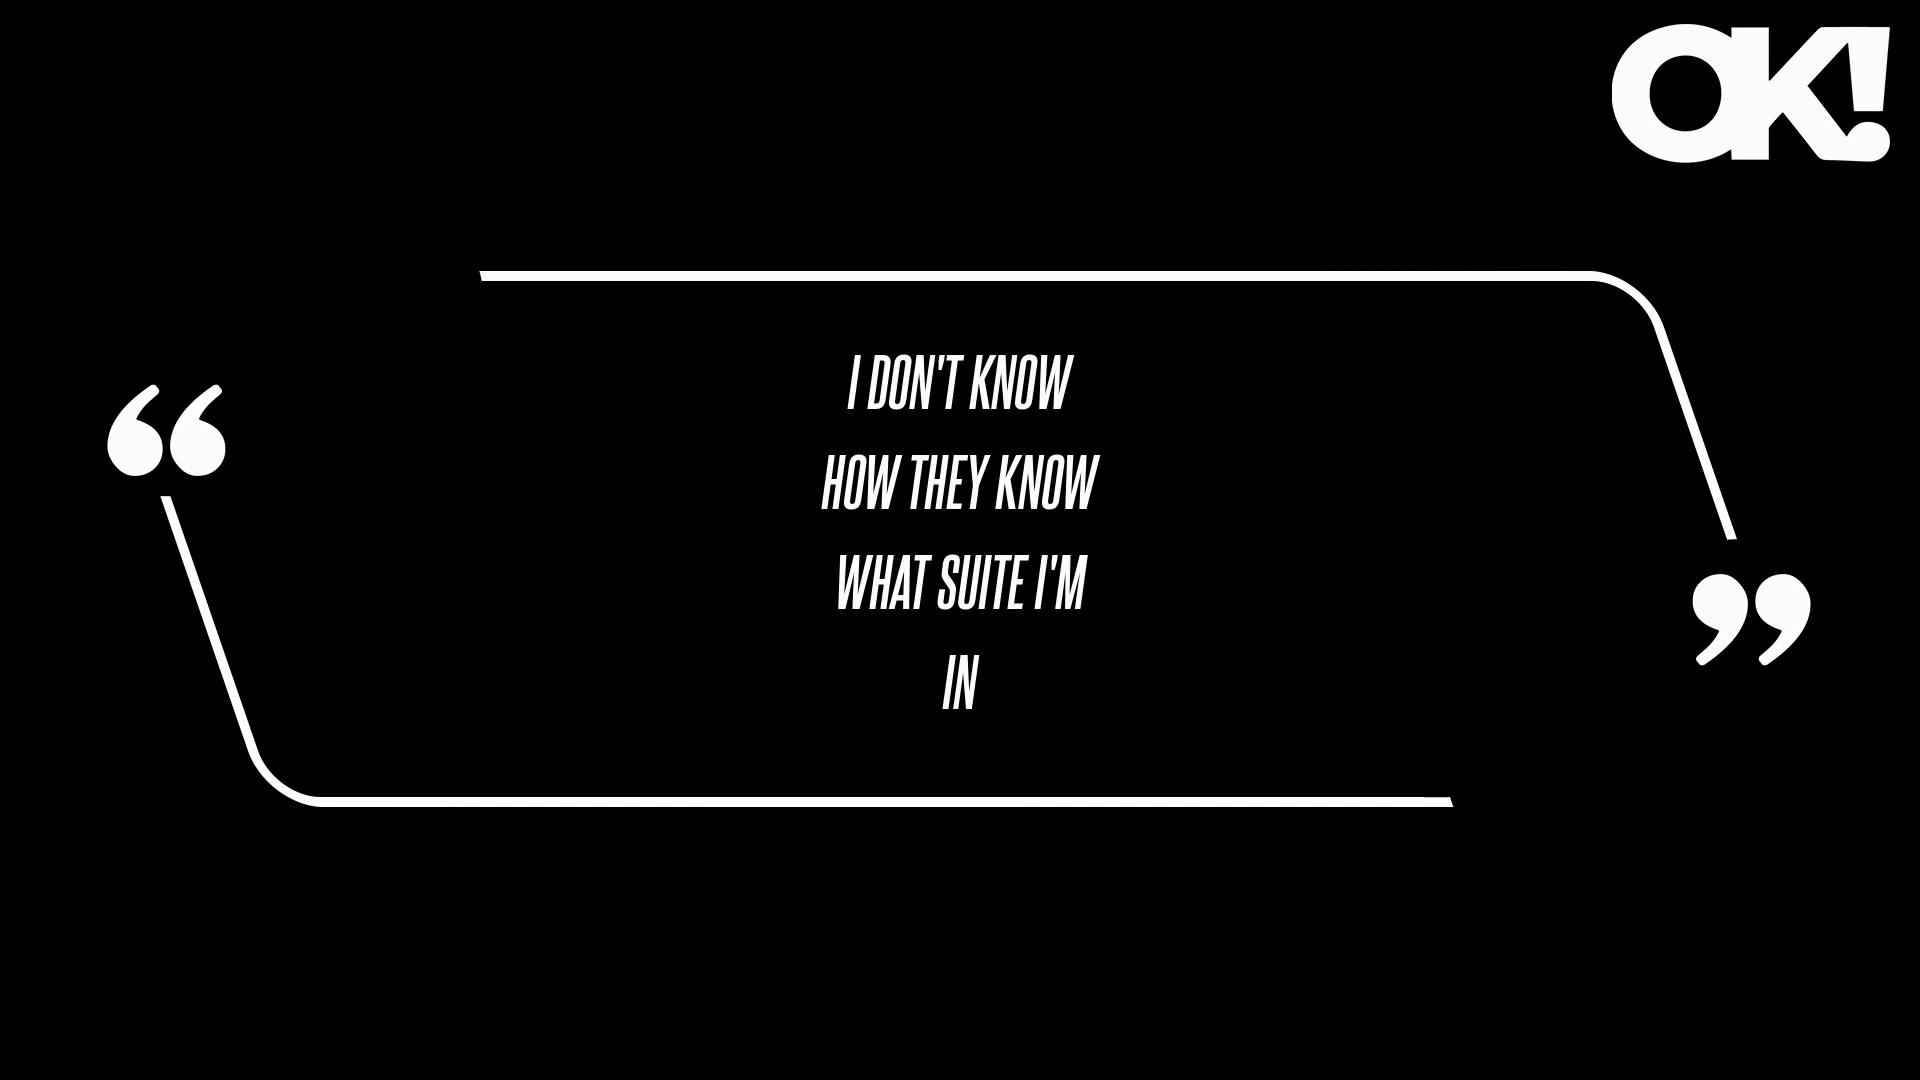 OK!
“
I DON'T KNOW
HOW THEY KNOW
WHAT SUITE I'M
IN
”